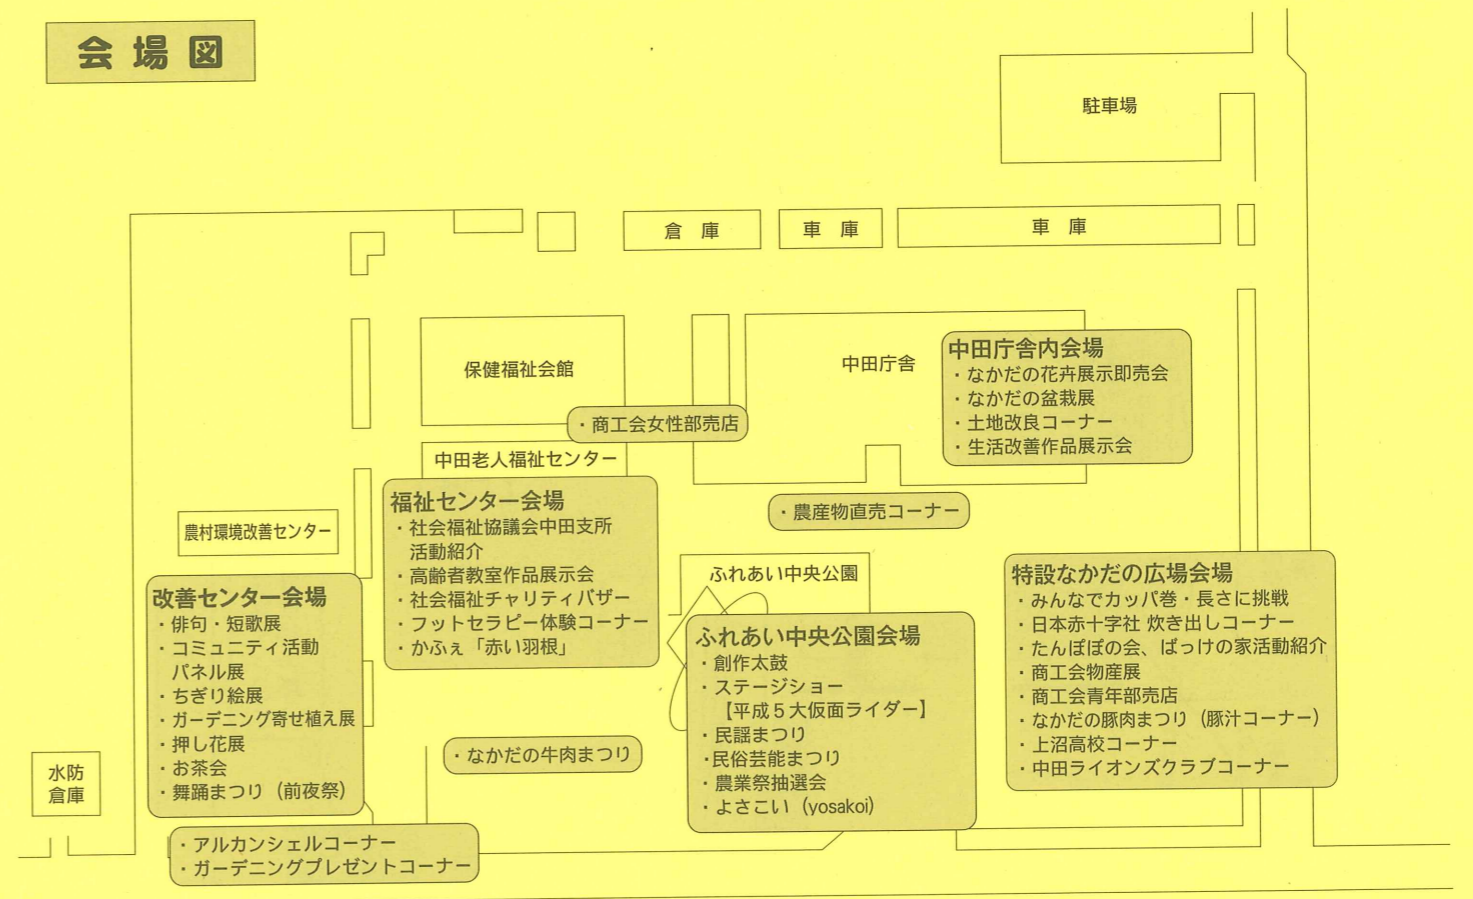 会場図
駐車場
倉庫
車庫
車庫
保健福祉会館
中田庁舎
中田庁舎内会場
・なかだの花卉展示即売会
・なかだの盆栽展
・土地改良コーナー
・生活改善作品展示会
・商工会女性部売店
中田老人福祉センター
福祉センター会場
・社会福祉協議会中田支所
活動紹介
・高齢者教室作品展示会
・社会福祉チャリティバザー
・フットセラピー体験コーナー
・かふぇ「赤い羽根」
・農産物直売コーナー
農村環境改善センター
改善センター会場
・俳句・短歌展
・コミュニティ活動
パネル展
・ちぎり絵展
・ガーデニング寄せ植え展
・押し花展
・お茶会
・舞踊まつり（前夜祭）
ふれあい中央公園
ふれあい中央公園会場
・創作太鼓
・ステージショー
【平成５大仮面ライダー】
・民謡まつり
・民俗芸能まつり
・農業祭抽選会
・よさこい（yosakoi）
特設なかだの広場会場
・みんなでカッパ巻・長さに挑戦
・日本赤十字社 炊き出しコーナー
・たんぽぽの会、ばっけの家活動紹介
・商工会物産展
・商工会青年部売店
・なかだの豚肉まつり（豚汁コーナー）
・上沼高校コーナー
・中田ライオンズクラブコーナー
・なかだの牛肉まつり
水防
倉庫
・アルカンシェルコーナー
・ガーデニングプレゼントコーナー